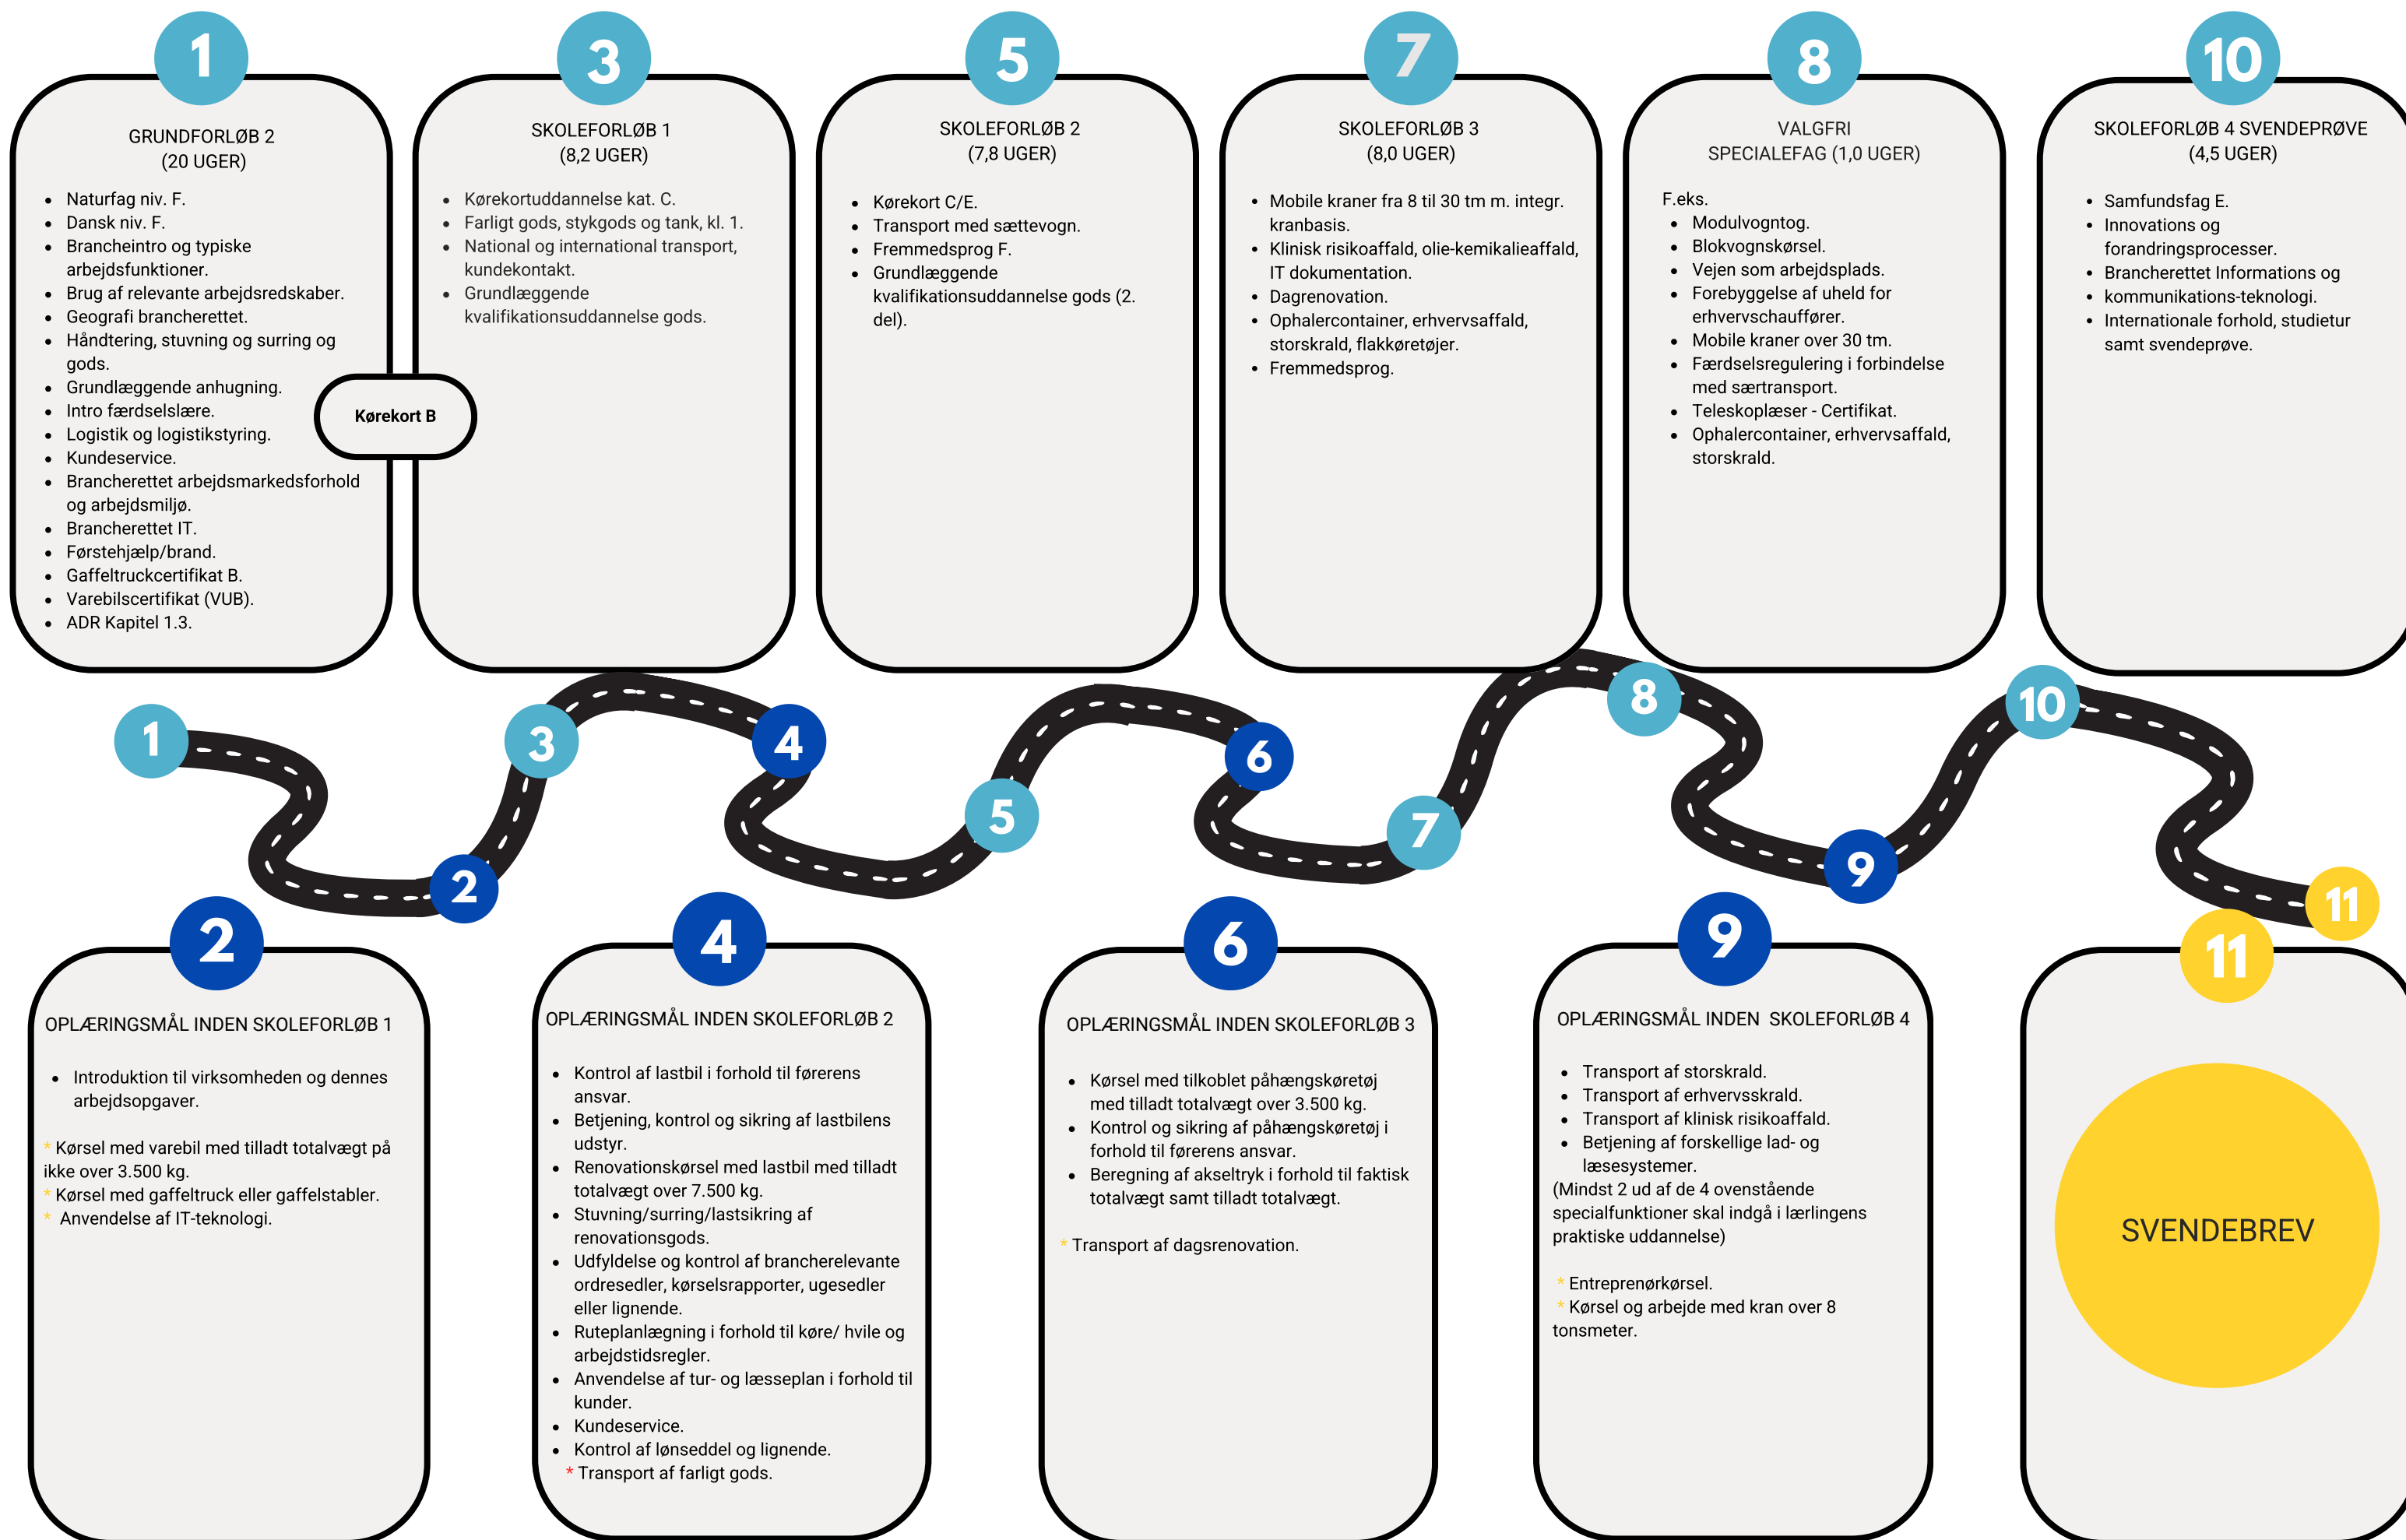 1
GRUNDFORLØB 2
(20 UGER)
• Naturfag niv. F.
• Dansk niv. F.
• Brancheintro og typiske
arbejdsfunktioner.
• Brug af relevante arbejdsredskaber.
• Geografi brancherettet.
• Håndtering, stuvning og surring og
gods.
• Grundlæggende anhugning.
• Intro færdselslære.
• Logistik og logistikstyring.
• Kundeservice.
• Brancherettet arbejdsmarkedsforhold
og arbejdsmiljø.
• Brancherettet IT.
• Førstehjælp/brand.
• Gaffeltruckcertifikat B.
• Varebilscertifikat (VUB).
• ADR Kapitel 1.3.
Kørekort B
3
SKOLEFORLØB 1
(8,2 UGER)
• Kørekortuddannelse kat. C.
• Farligt gods, stykgods og tank, kl. 1.
• National og international transport,
kundekontakt.
• Grundlæggende
kvalifikationsuddannelse gods.
5
SKOLEFORLØB 2
(7,8 UGER)
• Kørekort C/E.
• Transport med sættevogn.
• Fremmedsprog F.
• Grundlæggende
kvalifikationsuddannelse gods (2.
del).
7
SKOLEFORLØB 3
(8,0 UGER)
• Mobile kraner fra 8 til 30 tm m. integr.
kranbasis.
• Klinisk risikoaffald, olie-kemikalieaffald,
IT dokumentation.
• Dagrenovation.
• Ophalercontainer, erhvervsaffald,
storskrald, flakkøretøjer.
• Fremmedsprog.
8
VALGFRI
SPECIALEFAG (1,0 UGER)
F.eks.
• Modulvogntog.
• Blokvognskørsel.
• Vejen som arbejdsplads.
• Forebyggelse af uheld for
erhvervschauffører.
• Mobile kraner over 30 tm.
• Færdselsregulering i forbindelse
med særtransport.
• Teleskoplæser - Certifikat.
• Ophalercontainer, erhvervsaffald,
storskrald.
10
SKOLEFORLØB 4 SVENDEPRØVE
(4,5 UGER)
• Samfundsfag E.
• Innovations og
forandringsprocesser.
• Brancherettet Informations og
• kommunikations-teknologi.
• Internationale forhold, studietur
samt svendeprøve.
1
2
3
4
5
6
7
8
9
10
11
2
OPLÆRINGSMÅL INDEN SKOLEFORLØB 1
• Introduktion til virksomheden og dennes
arbejdsopgaver.
* Kørsel med varebil med tilladt totalvægt på
ikke over 3.500 kg.
* Kørsel med gaffeltruck eller gaffelstabler.
* Anvendelse af IT-teknologi.
4
OPLÆRINGSMÅL INDEN SKOLEFORLØB 2
• Kontrol af lastbil i forhold til førerens
ansvar.
• Betjening, kontrol og sikring af lastbilens
udstyr.
• Renovationskørsel med lastbil med tilladt
totalvægt over 7.500 kg.
• Stuvning/surring/lastsikring af
renovationsgods.
• Udfyldelse og kontrol af brancherelevante
ordresedler, kørselsrapporter, ugesedler
eller lignende.
• Ruteplanlægning i forhold til køre/ hvile og
arbejdstidsregler.
• Anvendelse af tur- og læsseplan i forhold til
kunder.
• Kundeservice.
• Kontrol af lønseddel og lignende.
* Transport af farligt gods.
6
OPLÆRINGSMÅL INDEN SKOLEFORLØB 3
• Kørsel med tilkoblet påhængskøretøj
med tilladt totalvægt over 3.500 kg.
• Kontrol og sikring af påhængskøretøj i
forhold til førerens ansvar.
• Beregning af akseltryk i forhold til faktisk
totalvægt samt tilladt totalvægt.
* Transport af dagsrenovation.
9
OPLÆRINGSMÅL INDEN SKOLEFORLØB 4
• Transport af storskrald.
• Transport af erhvervsskrald.
• Transport af klinisk risikoaffald.
• Betjening af forskellige lad- og
læsesystemer.
(Mindst 2 ud af de 4 ovenstående
specialfunktioner skal indgå i lærlingens
praktiske uddannelse)
* Entreprenørkørsel.
* Kørsel og arbejde med kran over 8
tonsmeter.
11
SVENDEBREV